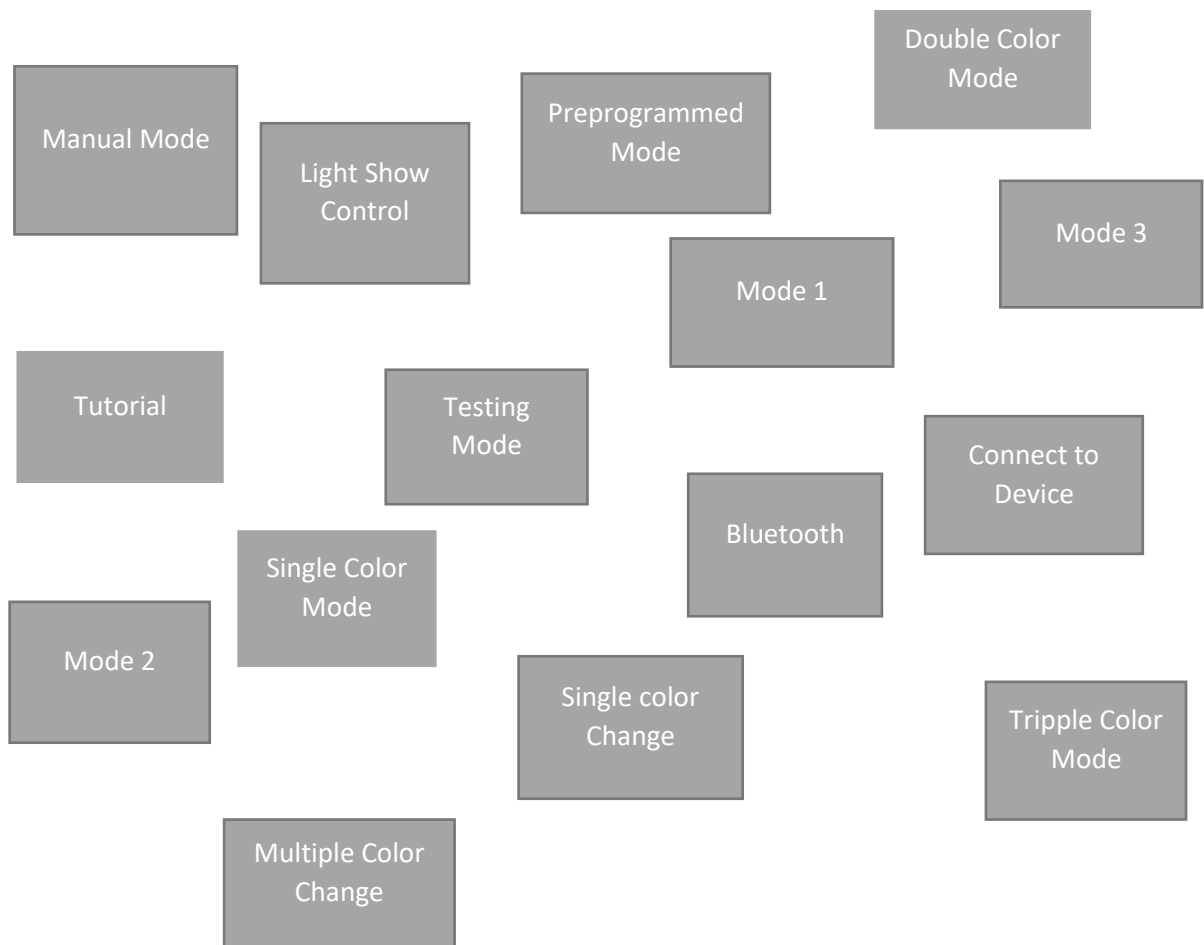 Double Color
Mode
Manual Mode
Preprogrammed
Mode
Light Show
Control
Mode 3
Mode 1
Tutorial
Testing
Mode
Connect to
Device
Bluetooth
Single Color
Mode
Mode 2
Single color
Change
Tripple Color
Mode
Multiple Color
Change